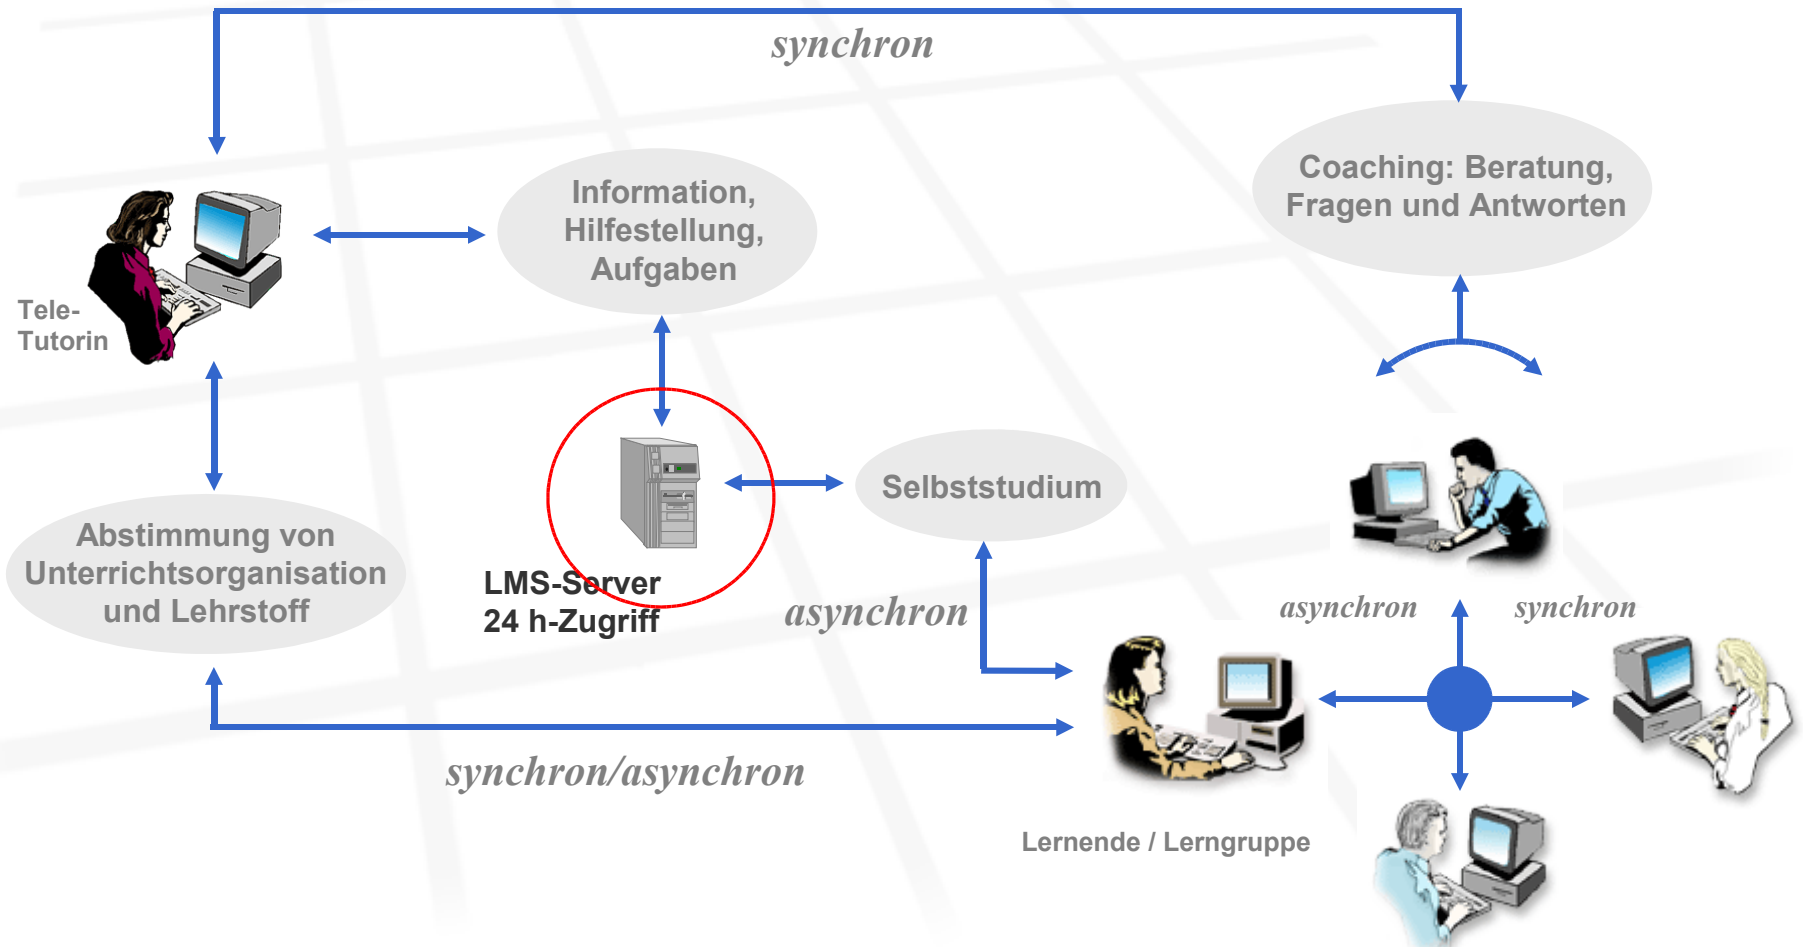 synchron
Coaching: Beratung,
Fragen und Antworten
Information,
Hilfestellung,
Aufgaben
Tele-
Tutorin
Selbststudium
Abstimmung von
Unterrichtsorganisation
und Lehrstoff
LMS-Server
24 h-Zugriff
asynchron
asynchron
synchron
synchron/asynchron
Lernende / Lerngruppe